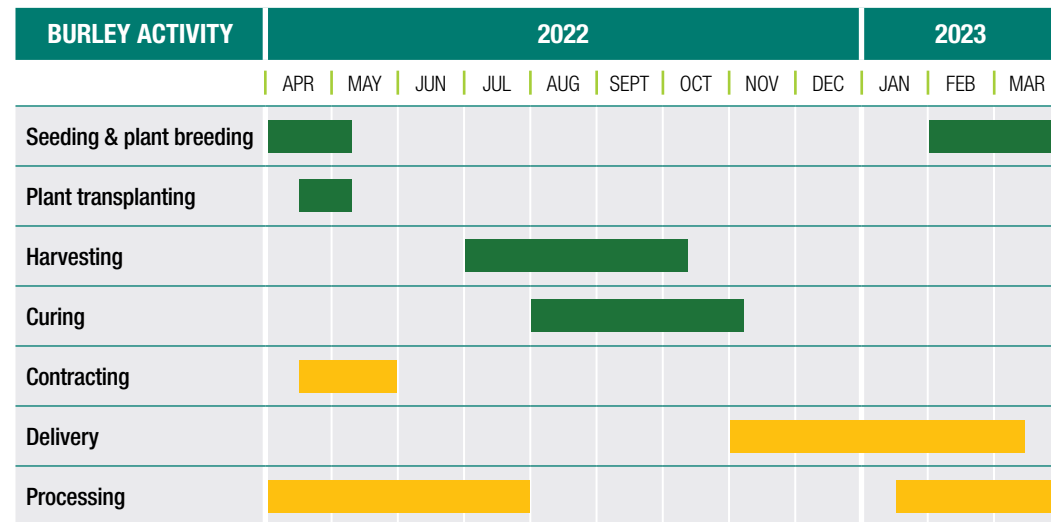 BURLEY ACTIVITY 2022 2023
APR MAY JUN JUL AUG SEPT OCT NOV DEC JAN FEB MAR
Seeding & plant breeding
Plant transplanting
Harvesting
Curing
Contracting
Delivery
Processing